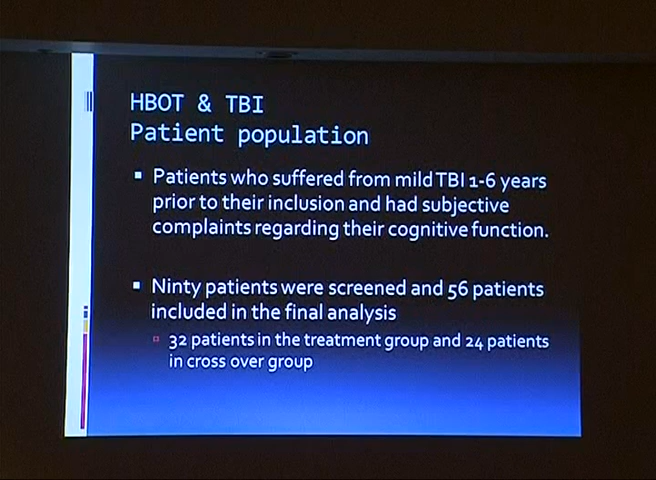 HBOT & TBI
Patient population
▪ Patients who suffered from mild TBI 1-6 years
prior to their inclusion and had subjective
complaints regarding their cognitive function.
▪ Ninty patients were screened and 56 patients
included in the final analysis
▫ 32 patients in the treatment group and 24 patients
in cross over group